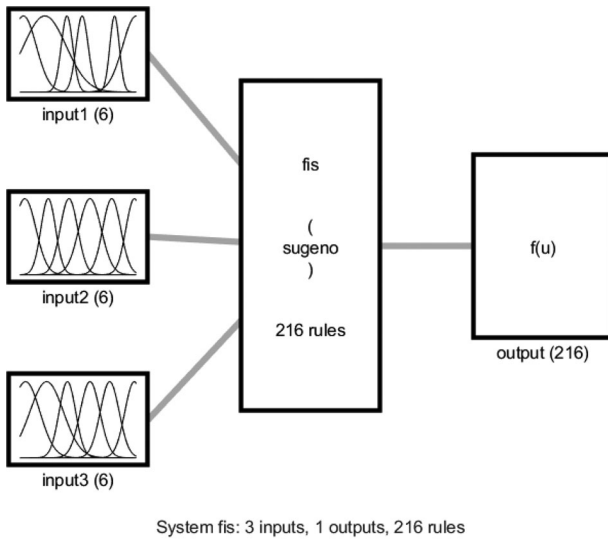 input1 (6)
fis
(
sugeno
)
216 rules
input2 (6)
f(u)
output (216)
input3 (6)
System fis: 3 inputs, 1 outputs, 216 rules